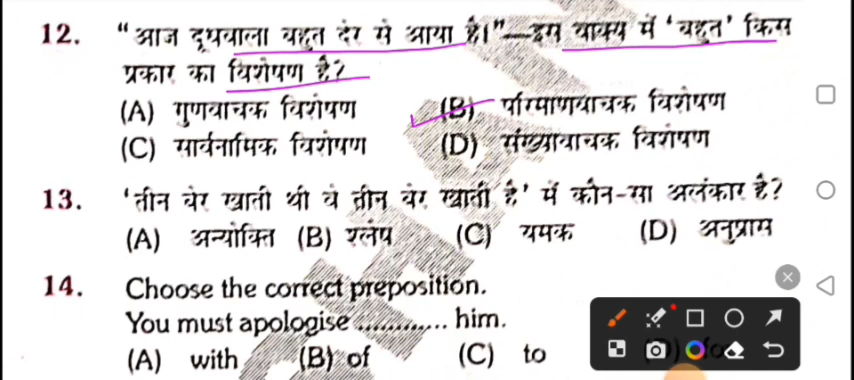 12. "आज दूधवाला बहुत देर से आया है।"—इस वाक्य में 'बहुत' किस
प्रकार का विशेषण है?
(A) गुणवाचक विशेषण (B) परिमाणवाचक विशेषण
(C) सार्वनामिक विशेषण (D) संख्यावाचक विशेषण
13. 'तीन बेर खाती थी वे तीन बेर खाती है' में कौन-सा अलंकार है?
(A) अन्योक्ति (B) श्लेष (C) यमक (D) अनुप्रास
14. Choose the correct preposition.
You must apologise ............ him.
(A) with (B) of (C) to (D)